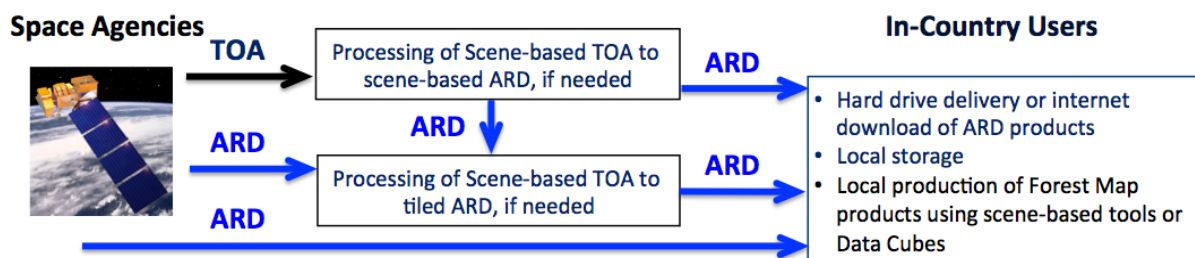 Space Agencies
In-Country Users
TOA
Processing of Scene-based TOA to
scene-based ARD, if needed
ARD
ARD
ARD
Processing of Scene-based TOA to
tiled ARD, if needed
ARD
ARD
• Hard drive delivery or internet
download of ARD products
• Local storage
• Local production of Forest Map
products using scene-based tools or
Data Cubes